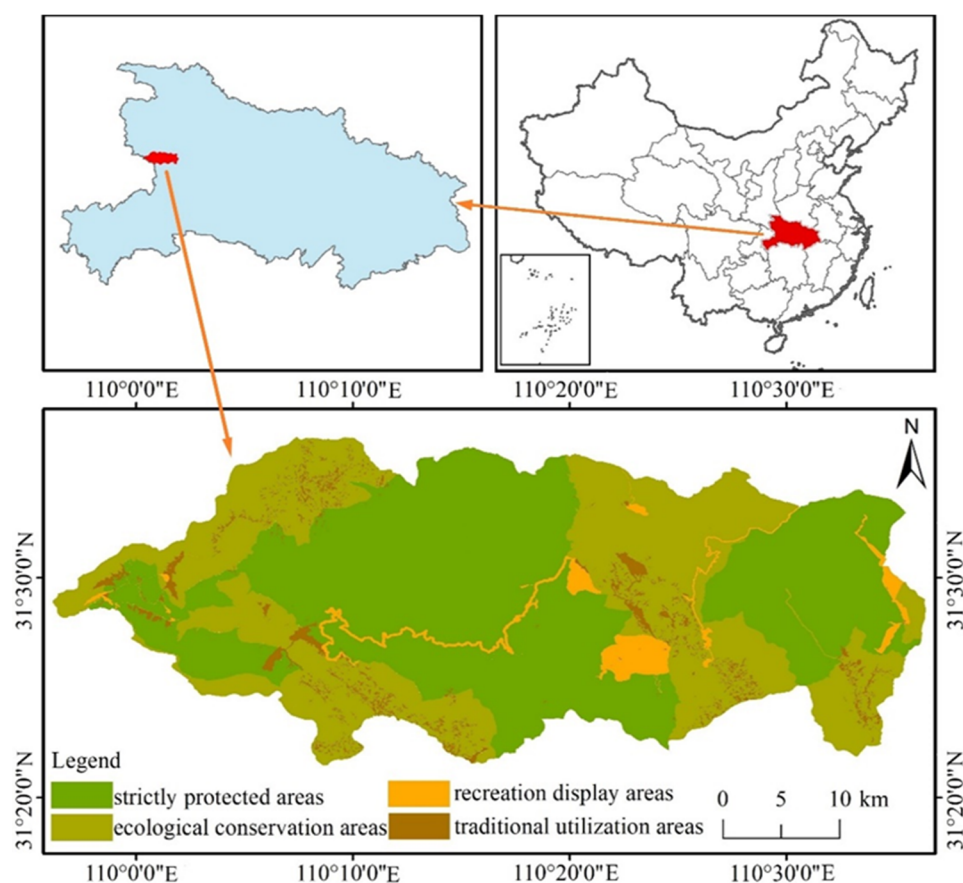 110°0'0"E 110°10'0"E 110°20'0"E 110°30'0"E
N
31°30'0"N 31°30'0"N
31°20'0"N 31°20'0"N
Legend
strictly protected areas
ecological conservation areas
recreation display areas
traditional utilization areas
0 5 10 km
110°0'0"E 110°10'0"E 110°20'0"E 110°30'0"E